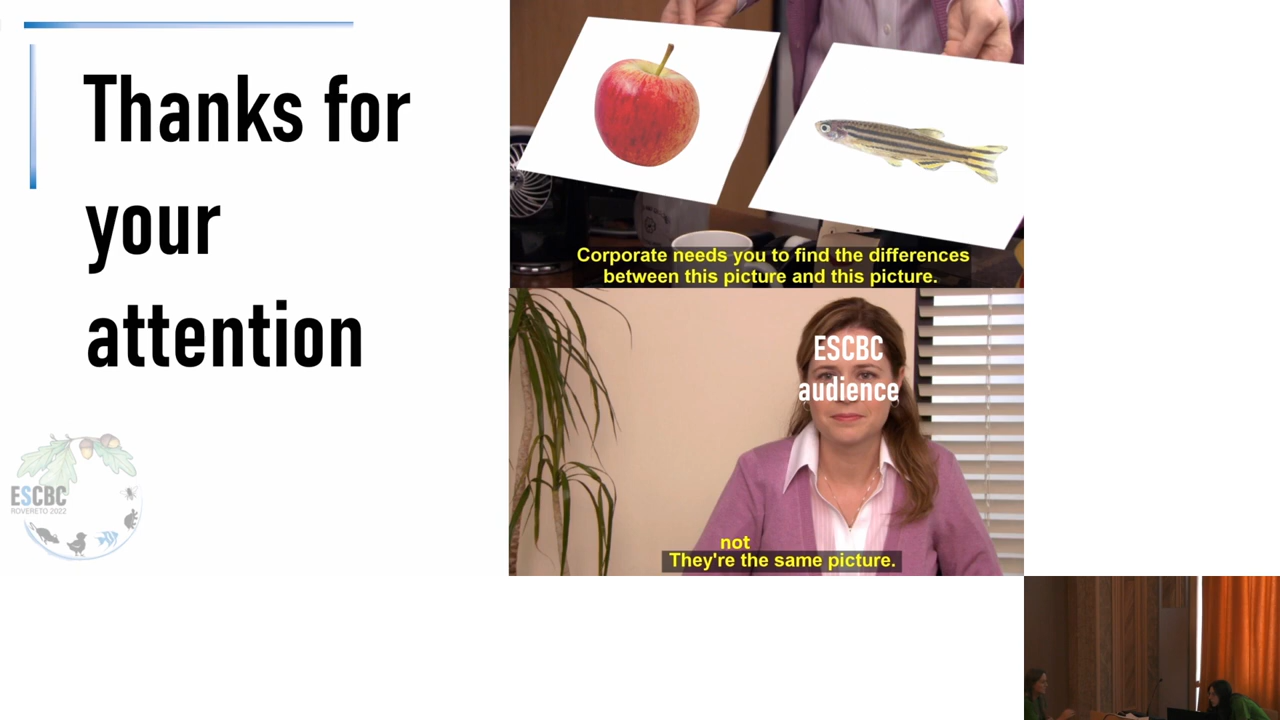 Thanks for
your
attention
ESCBC
ROVERETO 2022
Corporate needs you to find the differences
between this picture and this picture.
ESCBC
audience
not
They're the same picture.